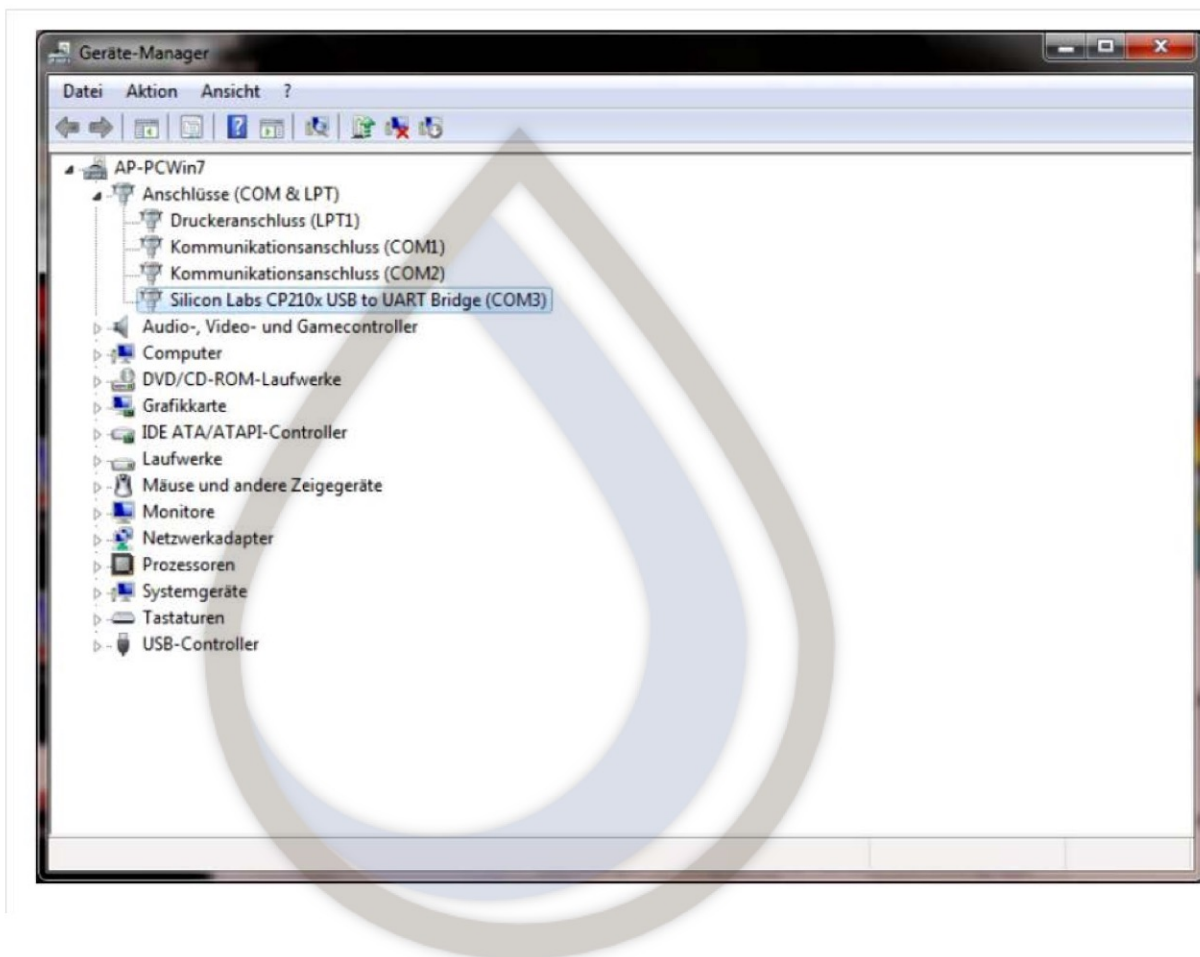 Geräte-Manager
Datei Aktion Ansicht ?
AP-PCWin7
Anschlüsse (COM & LPT)
Druckeranschluss (LPT1)
Kommunikationsanschluss (COM1)
Kommunikationsanschluss (COM2)
Silicon Labs CP210x USB to UART Bridge (COM3)
Audio-, Video- und Gamecontroller
Computer
DVD/CD-ROM-Laufwerke
Grafikkarte
IDE ATA/ATAPI-Controller
Laufwerke
Mäuse und andere Zeigegeräte
Monitore
Netzwerkadapter
Prozessoren
Systemgeräte
Tastaturen
USB-Controller